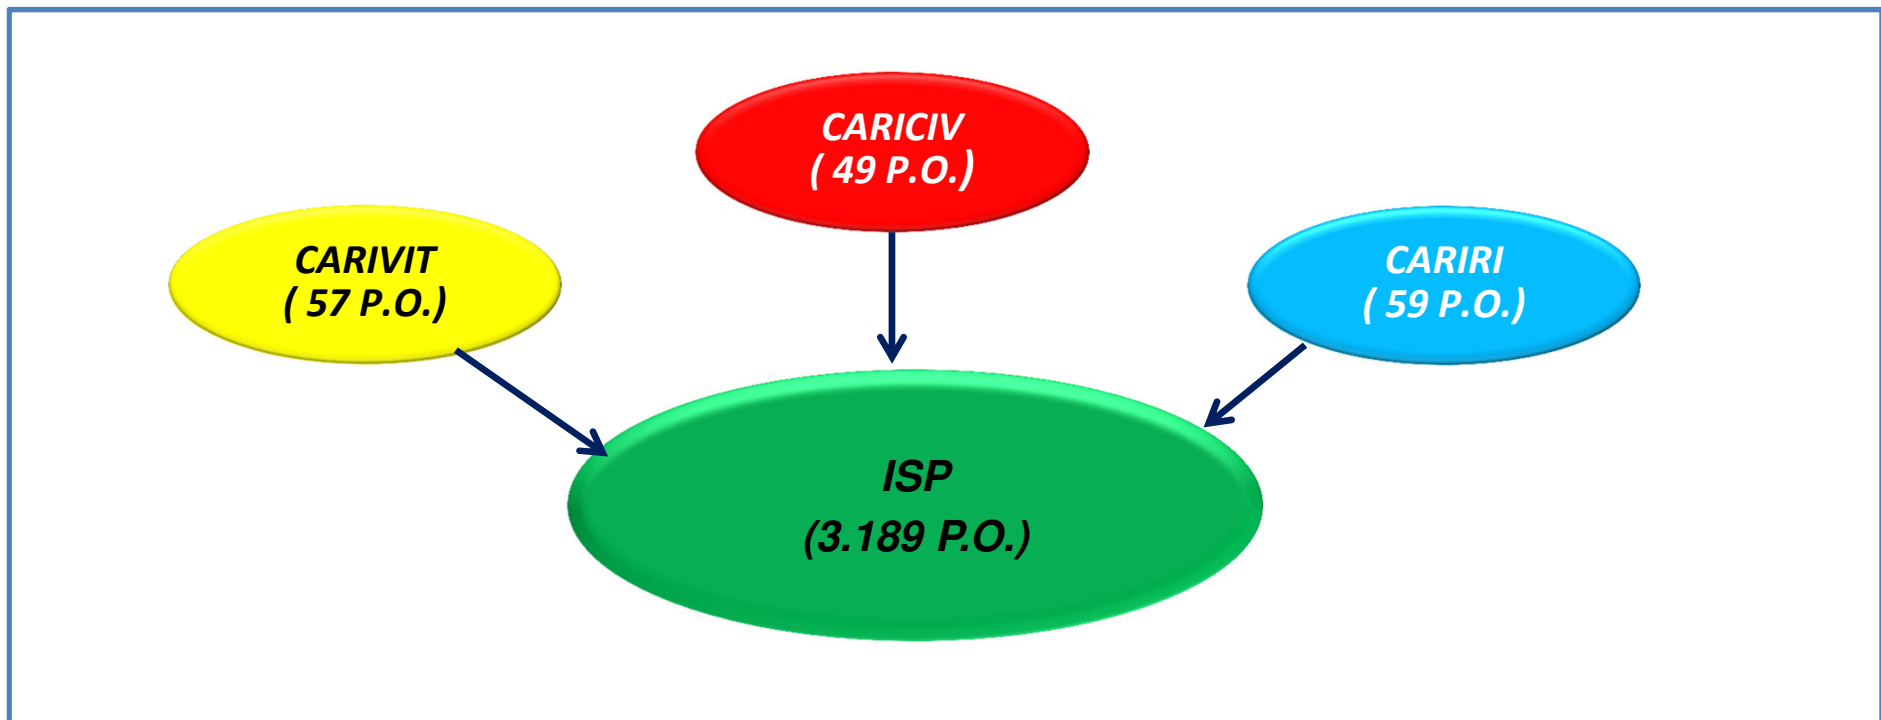 CARICIV
( 49 P.O.)
CARIVIT
( 57 P.O.)
CARIRI
( 59 P.O.)
ISP
(3.189 P.O.)